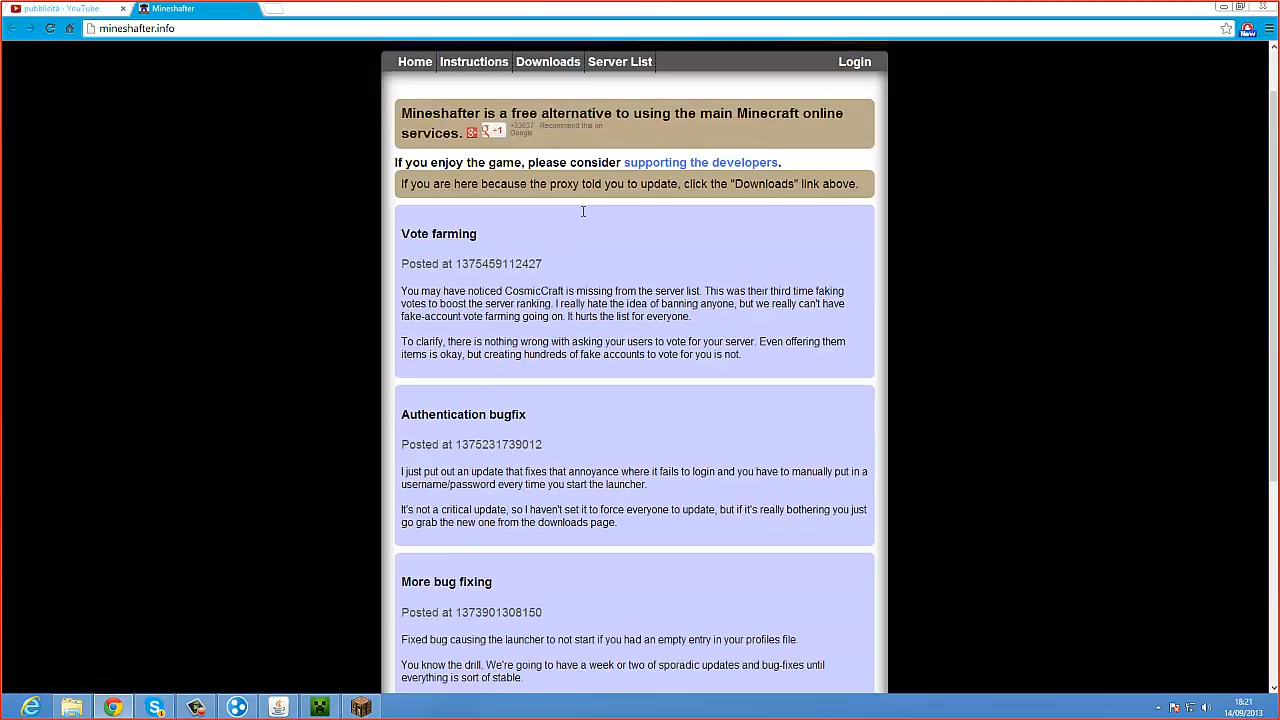 pubblicità - YouTube
Mineshafter
mineshafter.info
New
Home Instructions Downloads Server List Login
Mineshafter is a free alternative to using the main Minecraft online
services. +1 +33637 Recommend this on
Google
If you enjoy the game, please consider supporting the developers.
If you are here because the proxy told you to update, click the "Downloads" link above.
Vote farming
Posted at 1375459112427
You may have noticed CosmicCraft is missing from the server list. This was their third time faking
votes to boost the server ranking. I really hate the idea of banning anyone, but we really can't have
fake-account vote farming going on. It hurts the list for everyone.
To clarify, there is nothing wrong with asking your users to vote for your server. Even offering them
items is okay, but creating hundreds of fake accounts to vote for you is not.
Authentication bugfix
Posted at 1375231739012
I just put out an update that fixes that annoyance where it fails to login and you have to manually put in a
username/password every time you start the launcher.
It's not a critical update, so I haven't set it to force everyone to update, but if it's really bothering you just
go grab the new one from the downloads page.
More bug fixing
Posted at 1373901308150
Fixed bug causing the launcher to not start if you had an empty entry in your profiles file.
You know the drill. We're going to have a week or two of sporadic updates and bug-fixes until
everything is sort of stable.
18:21
14/09/2013